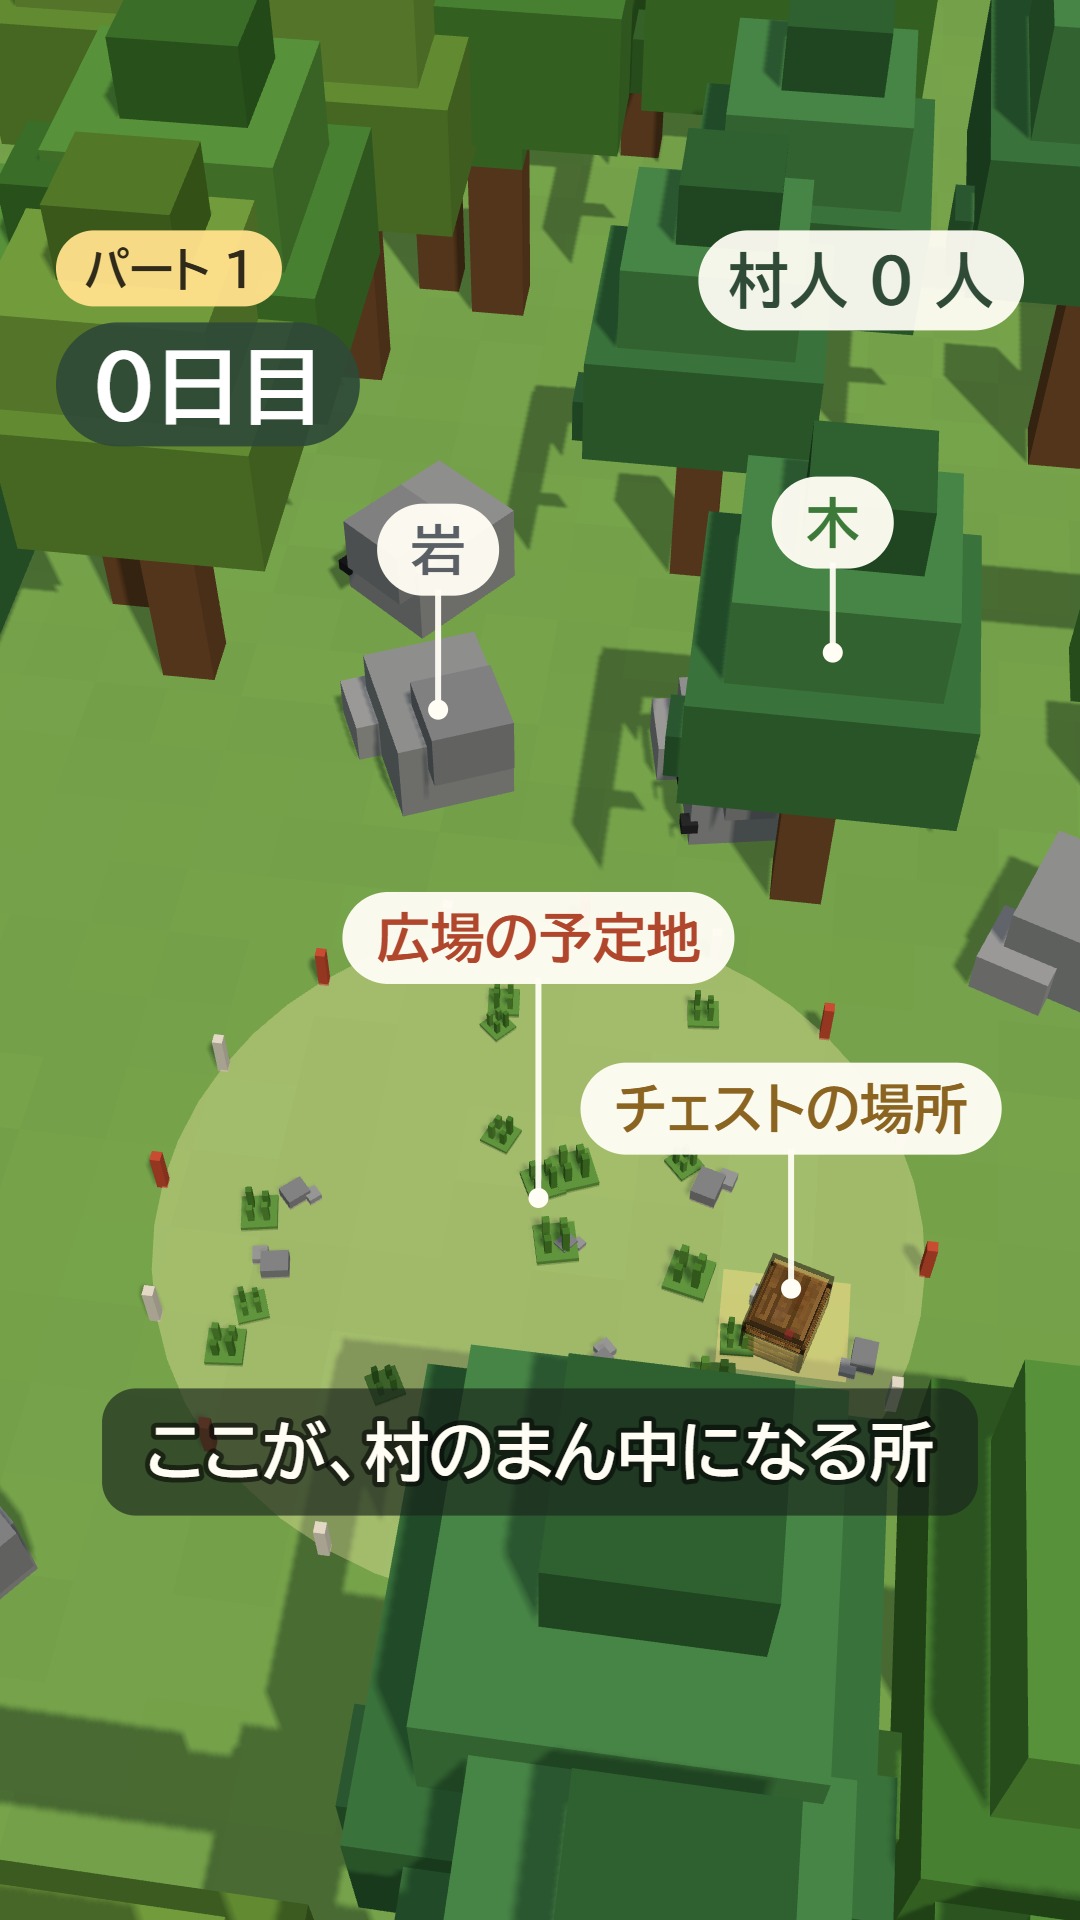 パート 1
0日目
村人 0 人
岩
木
広場の予定地
チェストの場所
ここが、村のまん中になる所